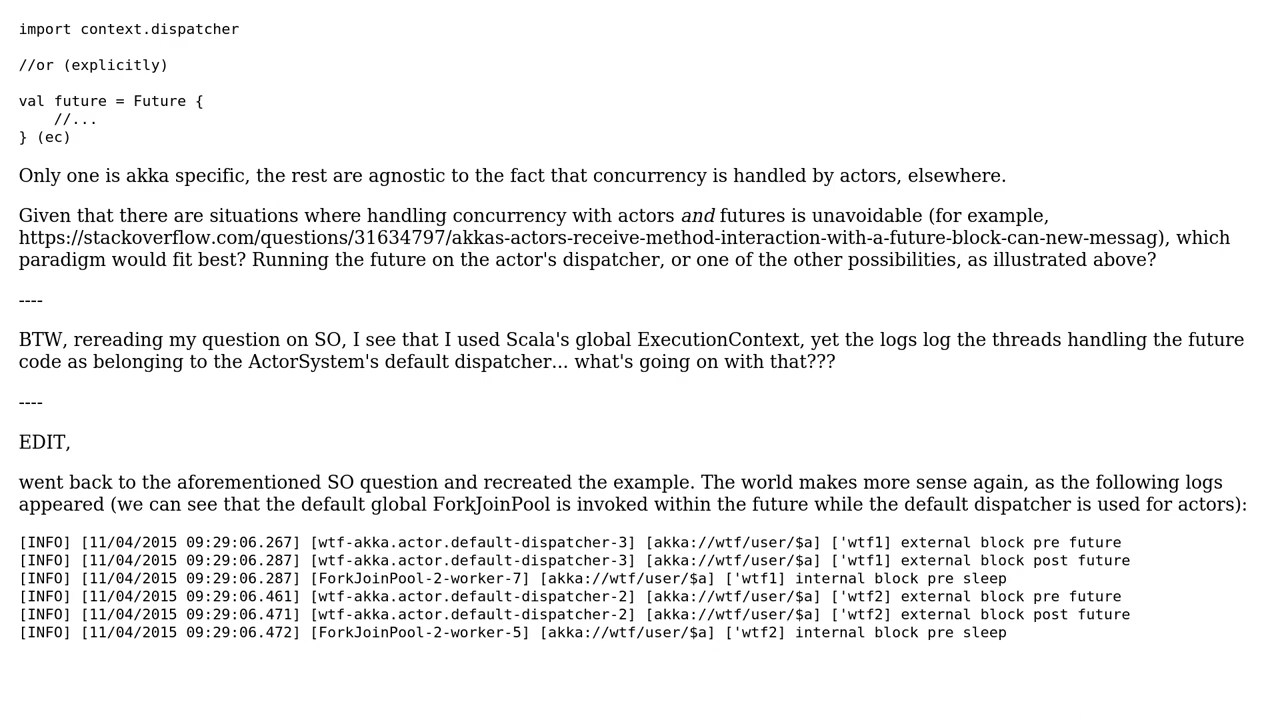 import context.dispatcher
//or (explicitly)
val future = Future {
    //...
} (ec)
Only one is akka specific, the rest are agnostic to the fact that concurrency is handled by actors, elsewhere.
Given that there are situations where handling concurrency with actors and futures is unavoidable (for example,
https://stackoverflow.com/questions/31634797/akkas-actors-receive-method-interaction-with-a-future-block-can-new-messag), which
paradigm would fit best? Running the future on the actor's dispatcher, or one of the other possibilities, as illustrated above?
----
BTW, rereading my question on SO, I see that I used Scala's global ExecutionContext, yet the logs log the threads handling the future
code as belonging to the ActorSystem's default dispatcher... what's going on with that???
----
EDIT,
went back to the aforementioned SO question and recreated the example. The world makes more sense again, as the following logs
appeared (we can see that the default global ForkJoinPool is invoked within the future while the default dispatcher is used for actors):
[INFO] [11/04/2015 09:29:06.267] [wtf-akka.actor.default-dispatcher-3] [akka://wtf/user/$a] ['wtf1] external block pre future
[INFO] [11/04/2015 09:29:06.287] [wtf-akka.actor.default-dispatcher-3] [akka://wtf/user/$a] ['wtf1] external block post future
[INFO] [11/04/2015 09:29:06.287] [ForkJoinPool-2-worker-7] [akka://wtf/user/$a] ['wtf1] internal block pre sleep
[INFO] [11/04/2015 09:29:06.461] [wtf-akka.actor.default-dispatcher-2] [akka://wtf/user/$a] ['wtf2] external block pre future
[INFO] [11/04/2015 09:29:06.471] [wtf-akka.actor.default-dispatcher-2] [akka://wtf/user/$a] ['wtf2] external block post future
[INFO] [11/04/2015 09:29:06.472] [ForkJoinPool-2-worker-5] [akka://wtf/user/$a] ['wtf2] internal block pre sleep